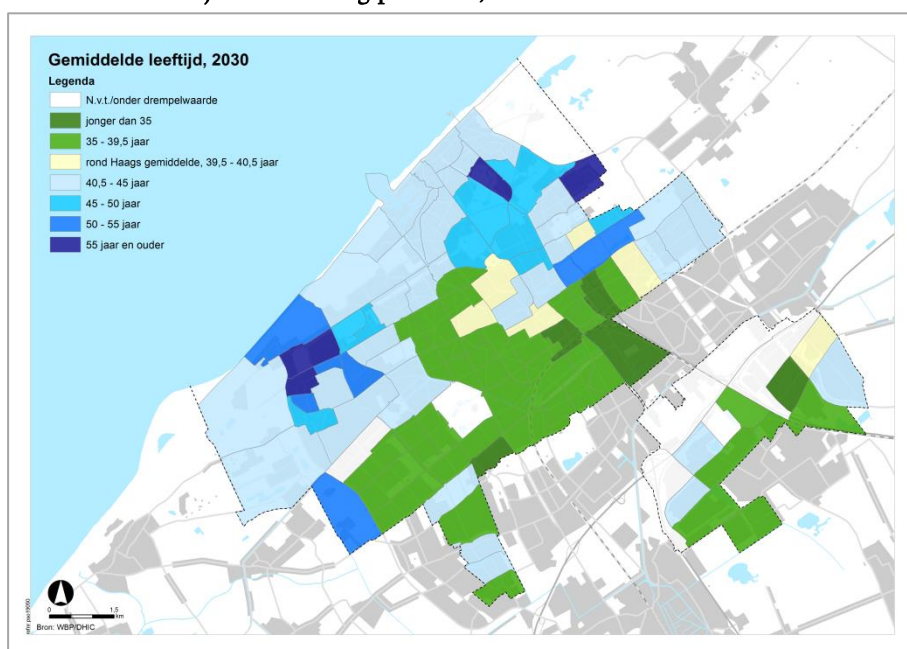 Gemiddelde leeftijd, 2030
Legenda
N.v.t./onder drempelwaarde
jonger dan 35
35 - 39,5 jaar
rond Haags gemiddelde, 39,5 - 40,5 jaar
40,5 - 45 jaar
45 - 50 jaar
50 - 55 jaar
55 jaar en ouder
0 1,5
km
Bron: WBP/DHIC